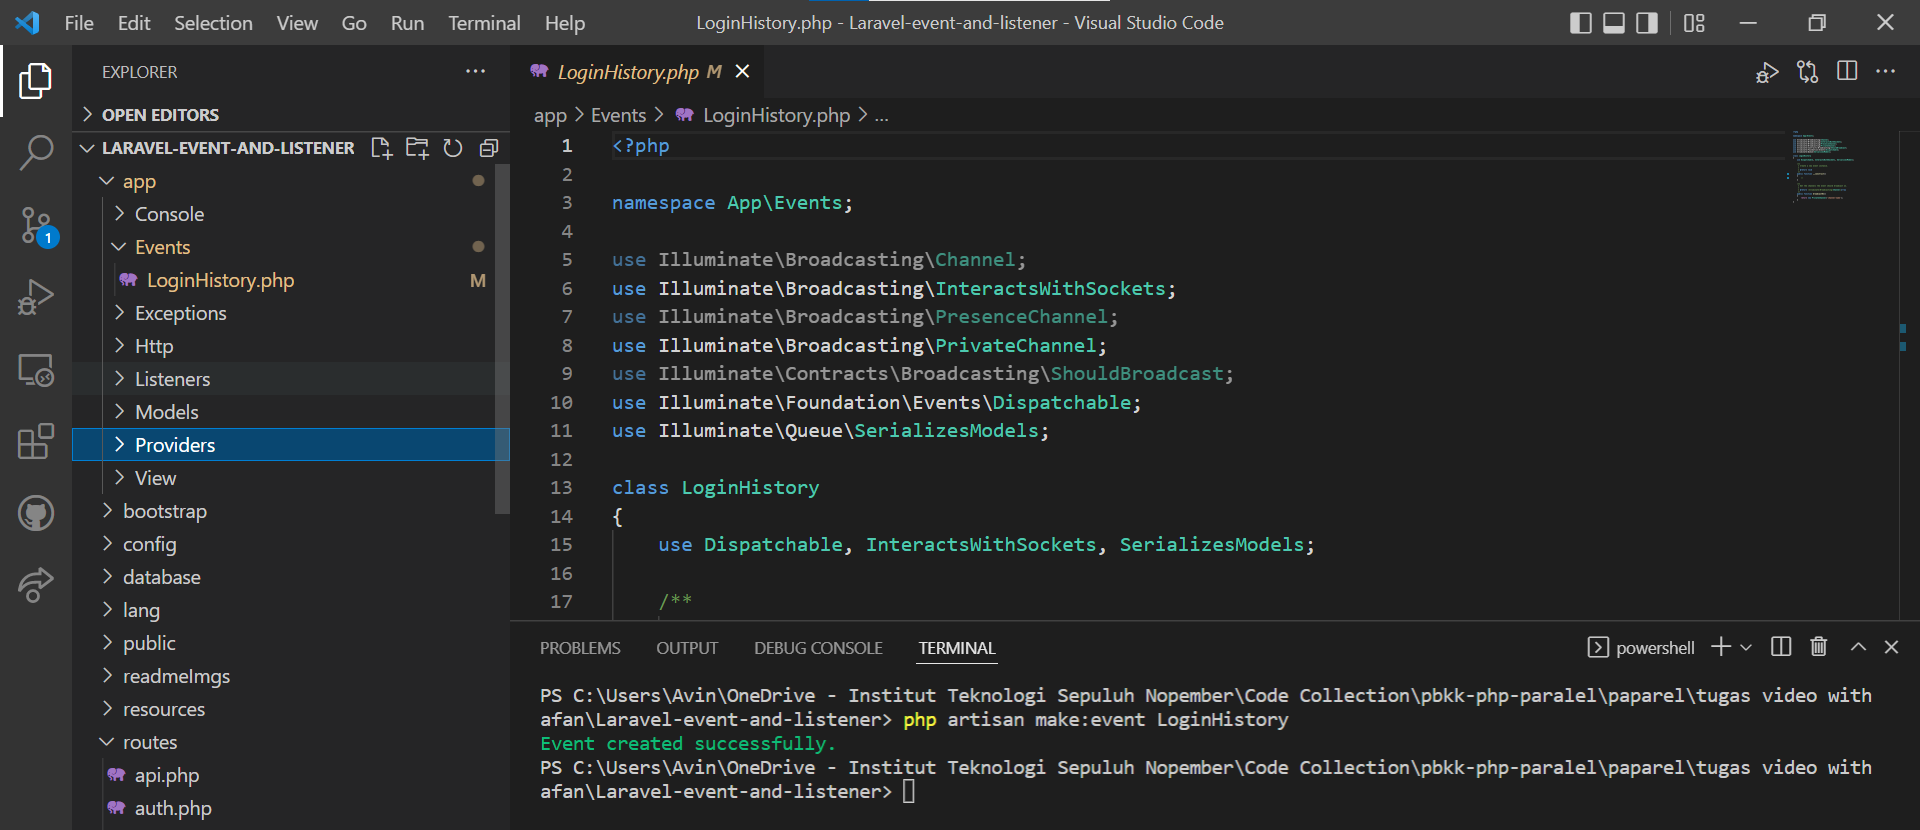 File Edit Selection View Go Run Terminal Help LoginHistory.php - Laravel-event-and-listener - Visual Studio Code
EXPLORER
OPEN EDITORS
LARAVEL-EVENT-AND-LISTENER
app
Console
Events
LoginHistory.php M
Exceptions
Http
Listeners
Models
Providers
View
bootstrap
config
database
lang
public
readmeImgs
resources
routes
api.php
auth.php
1
LoginHistory.php M
app > Events > LoginHistory.php > ...
1 <?php
2
3 namespace App\Events;
4
5 use Illuminate\Broadcasting\Channel;
6 use Illuminate\Broadcasting\InteractsWithSockets;
7 use Illuminate\Broadcasting\PresenceChannel;
8 use Illuminate\Broadcasting\PrivateChannel;
9 use Illuminate\Contracts\Broadcasting\ShouldBroadcast;
10 use Illuminate\Foundation\Events\Dispatchable;
11 use Illuminate\Queue\SerializesModels;
12
13 class LoginHistory
14 {
15 use Dispatchable, InteractsWithSockets, SerializesModels;
16
17 /**
PROBLEMS OUTPUT DEBUG CONSOLE TERMINAL powershell
PS C:\Users\Avin\OneDrive - Institut Teknologi Sepuluh Nopember\Code Collection\pbkk-php-paralel\paparel\tugas video with
afan\Laravel-event-and-listener> php artisan make:event LoginHistory
Event created successfully.
PS C:\Users\Avin\OneDrive - Institut Teknologi Sepuluh Nopember\Code Collection\pbkk-php-paralel\paparel\tugas video with
afan\Laravel-event-and-listener>